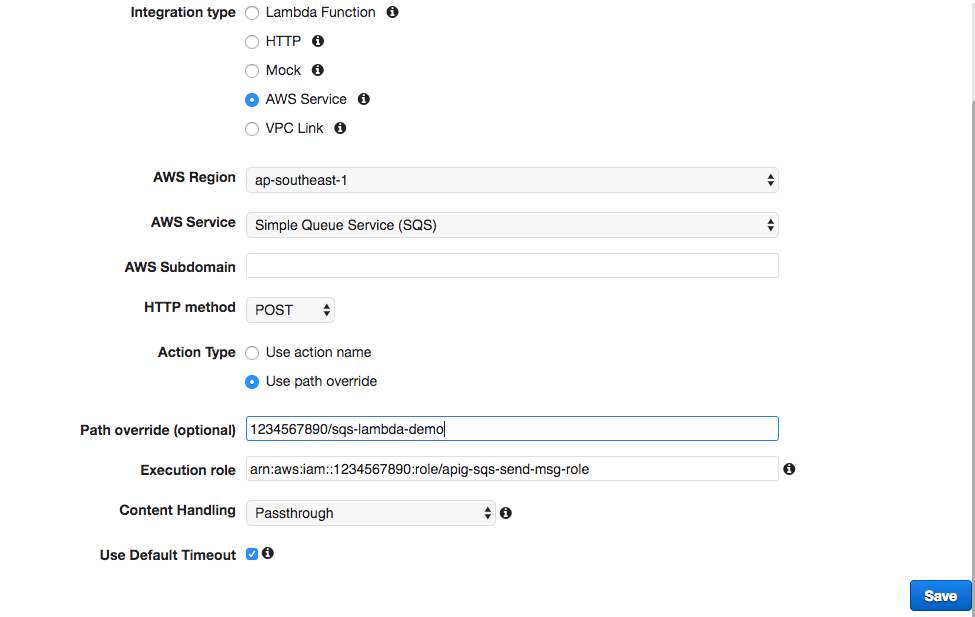 Integration type Lambda Function
HTTP
Mock
AWS Service
VPC Link
AWS Region ap-southeast-1
AWS Service Simple Queue Service (SQS)
AWS Subdomain
HTTP method POST
Action Type Use action name
Use path override
Path override (optional) 1234567890/sqs-lambda-demo
Execution role arn:aws:iam::1234567890:role/apig-sqs-send-msg-role
Content Handling Passthrough
Use Default Timeout
Save